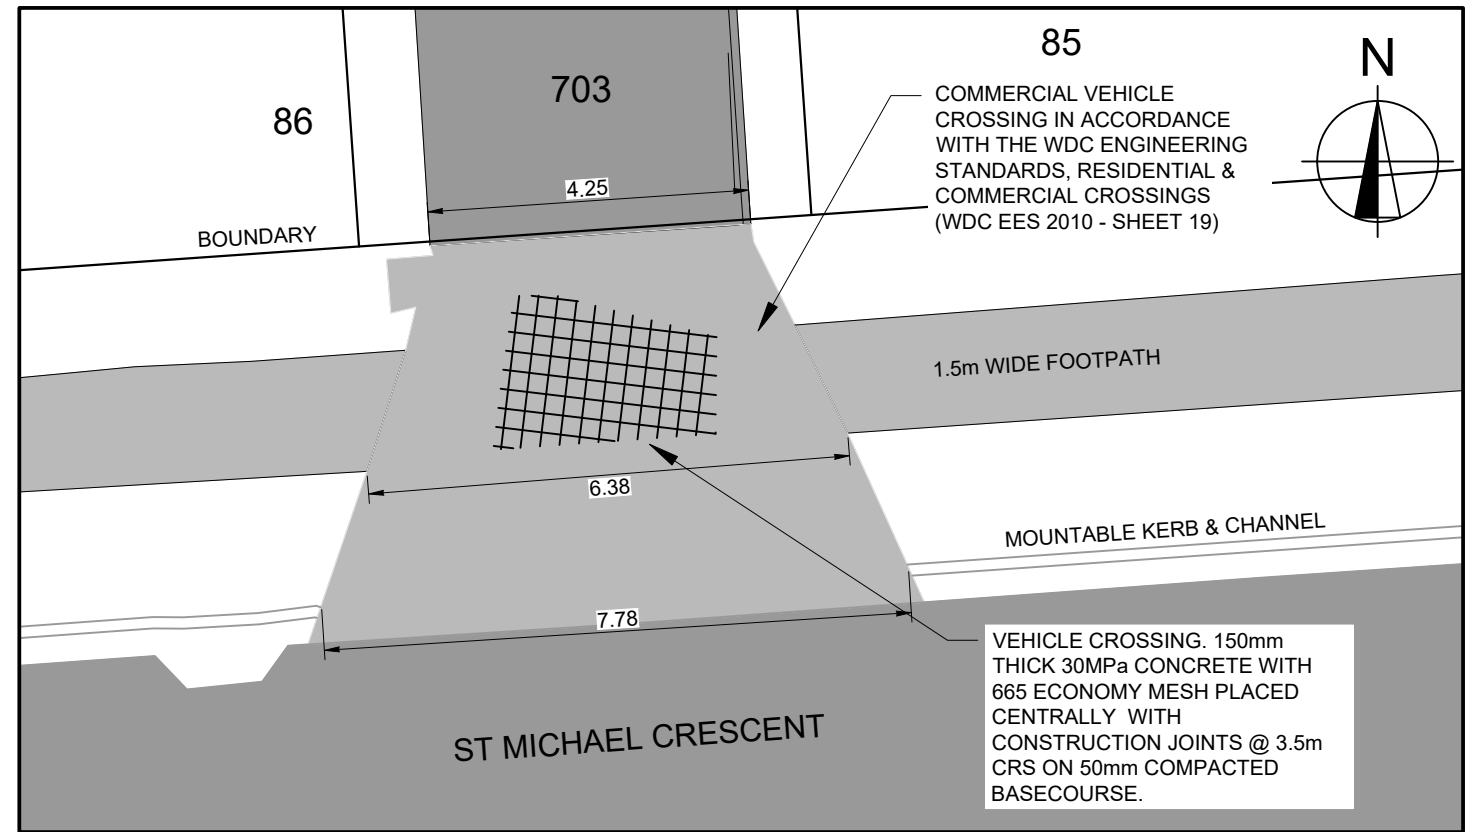 86
703
85
N
COMMERCIAL VEHICLE
CROSSING IN ACCORDANCE
WITH THE WDC ENGINEERING
STANDARDS, RESIDENTIAL &
COMMERCIAL CROSSINGS
(WDC EES 2010 - SHEET 19)
4.25
BOUNDARY
1.5m WIDE FOOTPATH
6.38
MOUNTABLE KERB & CHANNEL
7.78
VEHICLE CROSSING. 150mm
THICK 30MPa CONCRETE WITH
665 ECONOMY MESH PLACED
CENTRALLY WITH
CONSTRUCTION JOINTS @ 3.5m
CRS ON 50mm COMPACTED
BASECOURSE.
ST MICHAEL CRESCENT